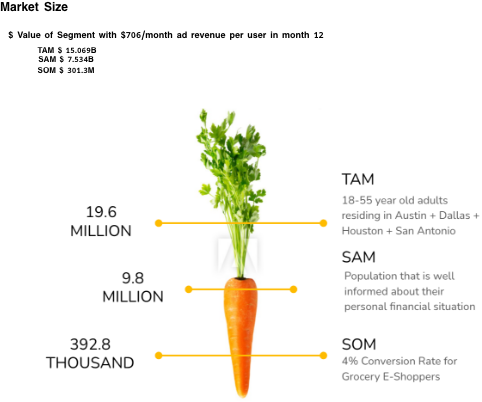 Market Size
$ Value of Segment with $706/month ad revenue per user in month 12
TAM $ 15.069B
SAM $ 7.534B
SOM $ 301.3M
TAM
18-55 year old adults
residing in Austin + Dallas +
Houston + San Antonio
19.6
MILLION
SAM
Population that is well
informed about their
personal financial situation
9.8
MILLION
SOM
4% Conversion Rate for
Grocery E-Shoppers
392.8
THOUSAND